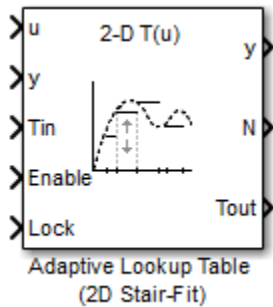 2-D T(u)
u
y
Tin
Enable
Lock
y
N
Tout
Adaptive Lookup Table
(2D Stair-Fit)